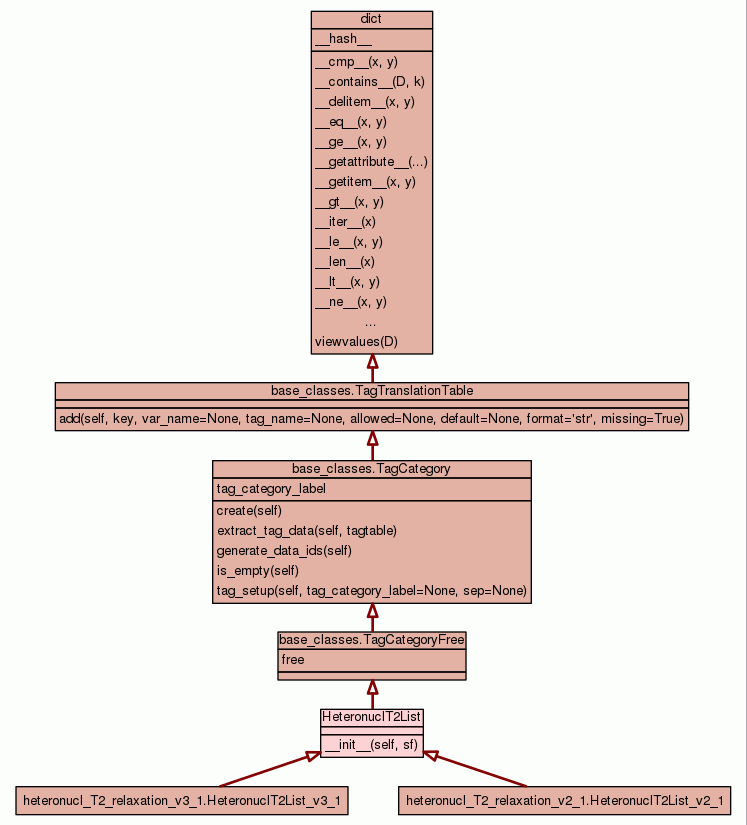 dict
__hash__
__cmp__(x, y)
__contains__(D, k)
__delitem__(x, y)
__eq__(x, y)
__ge__(x, y)
__getattribute__(...)
__getitem__(x, y)
__gt__(x, y)
__iter__(x)
__le__(x, y)
__len__(x)
__lt__(x, y)
__ne__(x, y)
...
viewvalues(D)
base_classes.TagTranslationTable
add(self, key, var_name=None, tag_name=None, allowed=None, default=None, format='str', missing=True)
base_classes.TagCategory
tag_category_label
create(self)
extract_tag_data(self, tagtable)
generate_data_ids(self)
is_empty(self)
tag_setup(self, tag_category_label=None, sep=None)
base_classes.TagCategoryFree
free
HeteronuclT2List
__init__(self, sf)
heteronucl_T2_relaxation_v3_1.HeteronuclT2List_v3_1
heteronucl_T2_relaxation_v2_1.HeteronuclT2List_v2_1